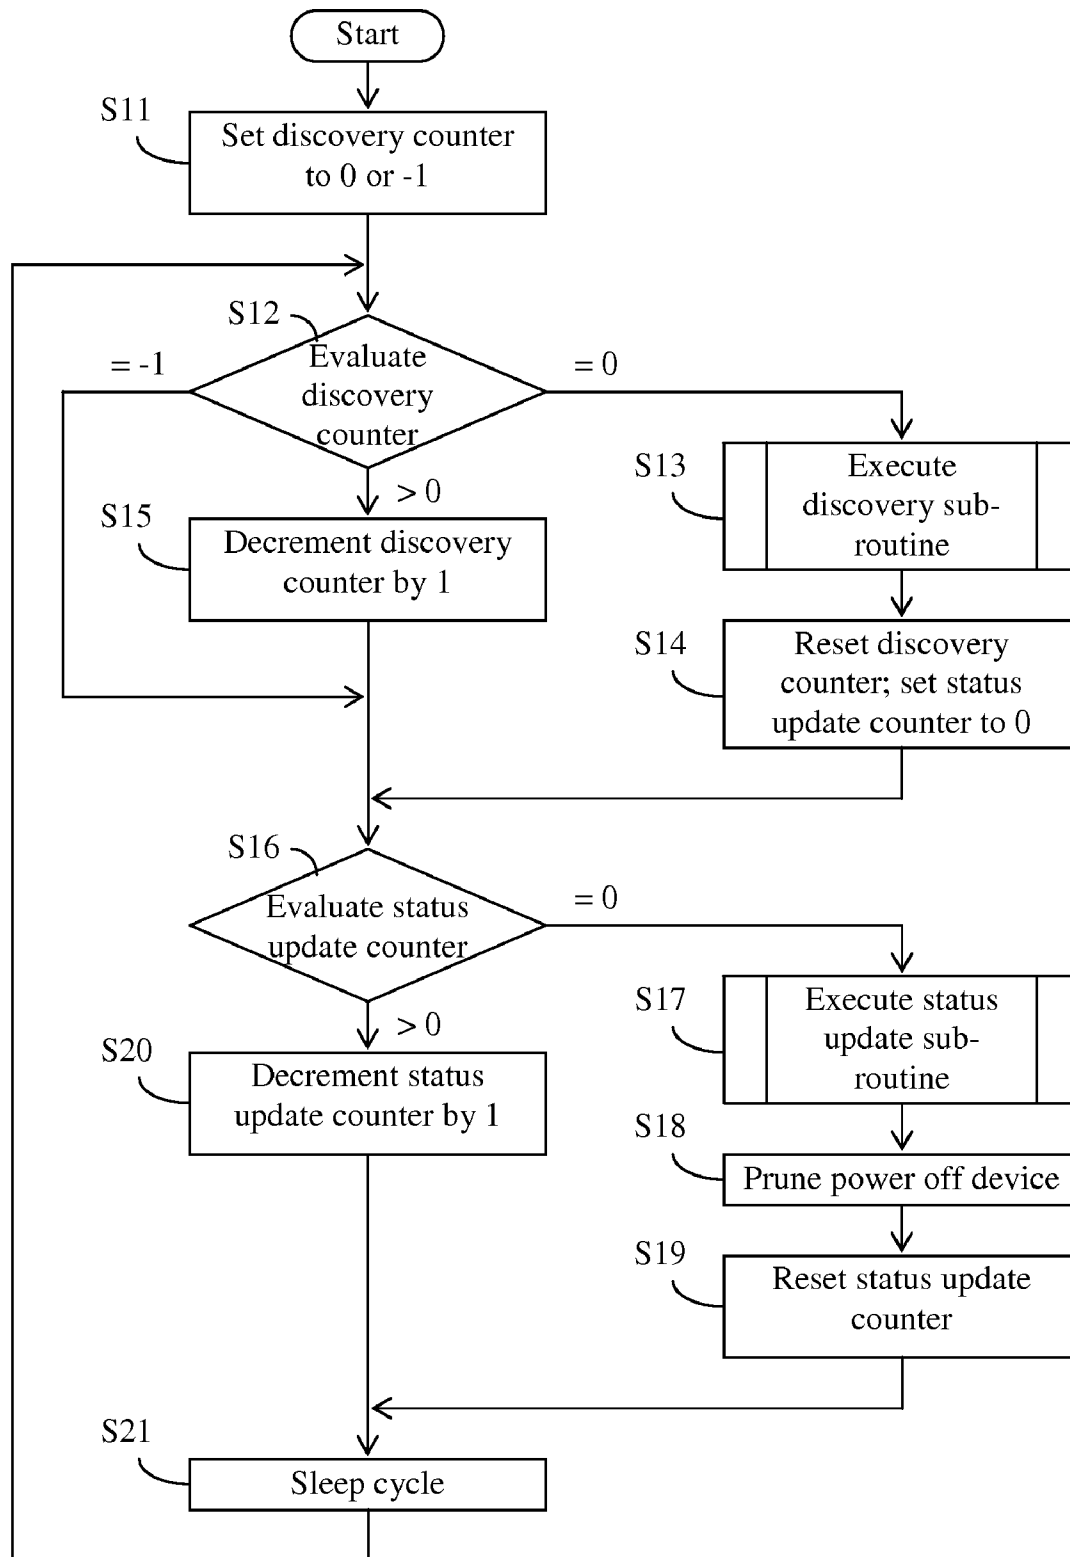 Start
S11
Set discovery counter
to 0 or -1
S12
Evaluate
discovery
counter
= -1
= 0
> 0
S13
Execute
discovery sub-
routine
S15
Decrement discovery
counter by 1
S14
Reset discovery
counter; set status
update counter to 0
S16
Evaluate status
update counter
= 0
> 0
S17
Execute status
update sub-
routine
S20
Decrement status
update counter by 1
S18
Prune power off device
S19
Reset status update
counter
S21
Sleep cycle